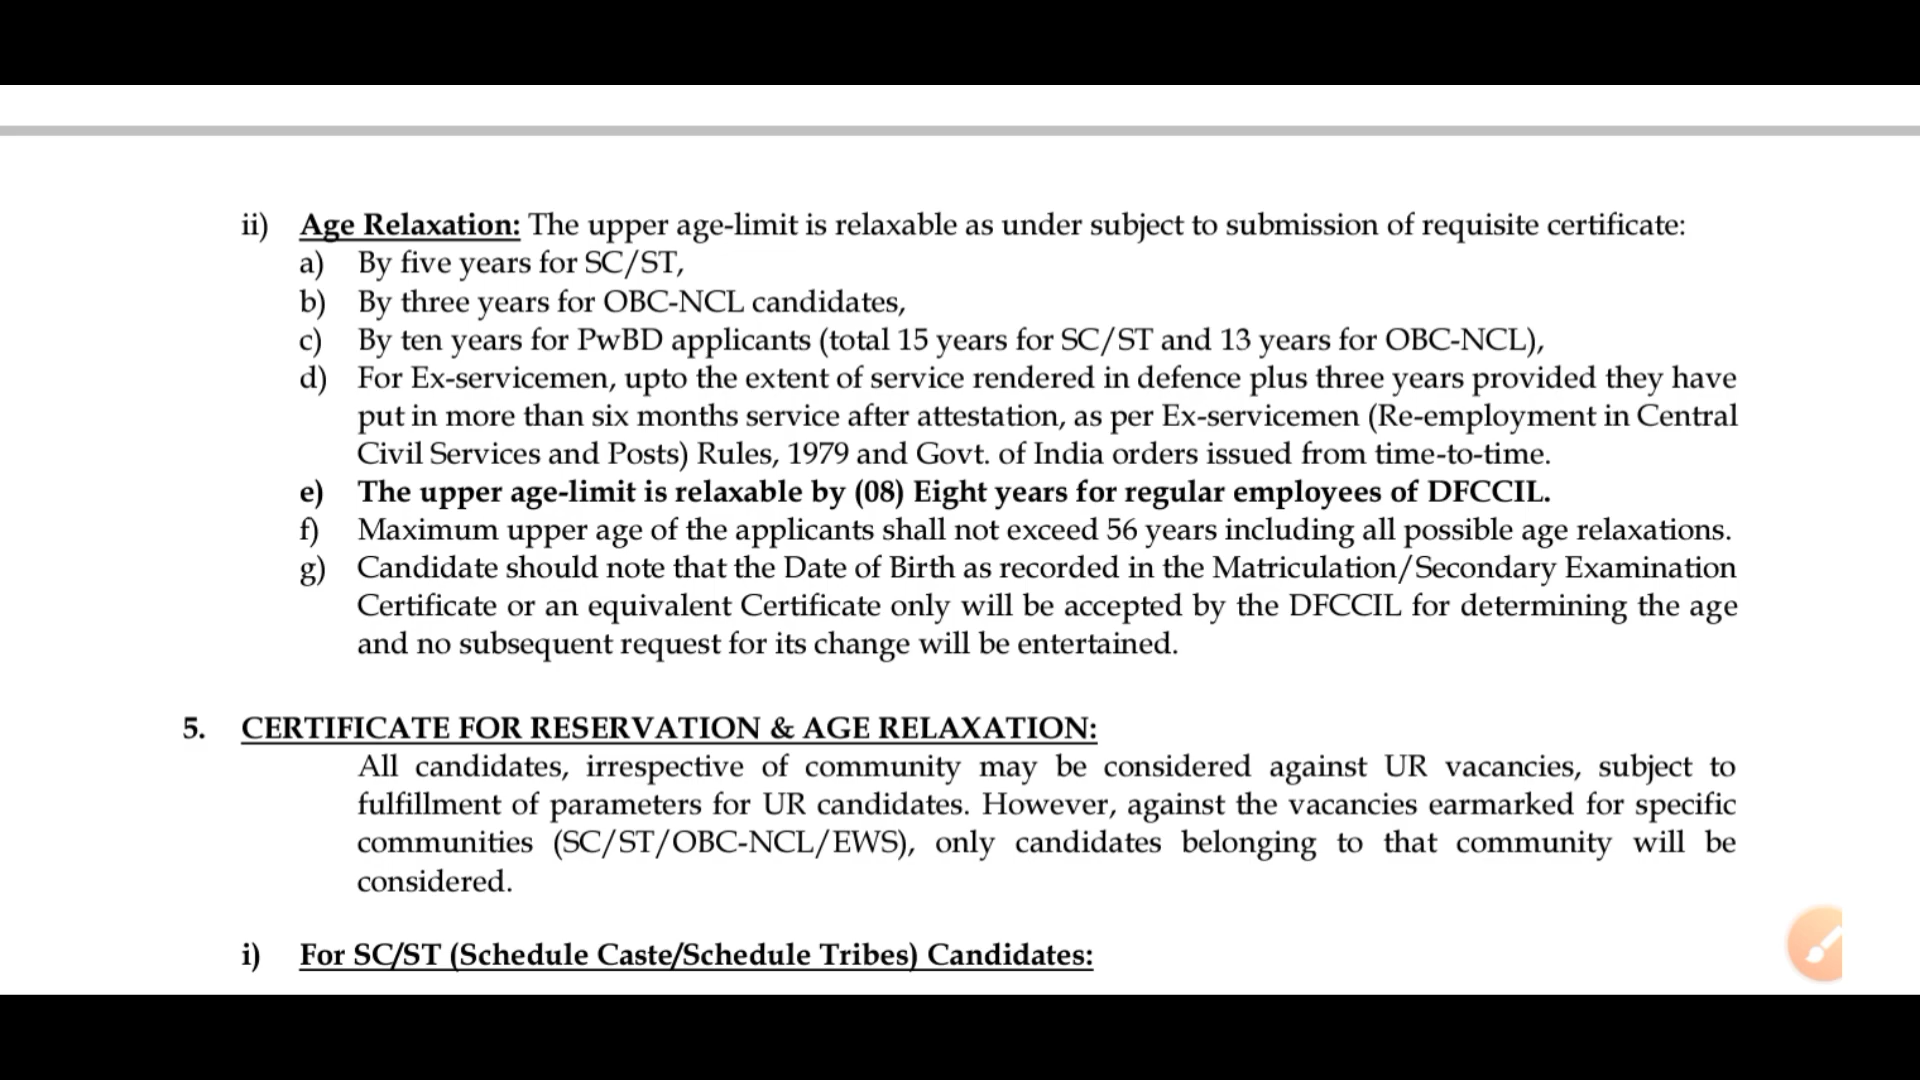 ii) Age Relaxation: The upper age-limit is relaxable as under subject to submission of requisite certificate:
a) By five years for SC/ST,
b) By three years for OBC-NCL candidates,
c) By ten years for PwBD applicants (total 15 years for SC/ST and 13 years for OBC-NCL),
d) For Ex-servicemen, upto the extent of service rendered in defence plus three years provided they have
put in more than six months service after attestation, as per Ex-servicemen (Re-employment in Central
Civil Services and Posts) Rules, 1979 and Govt. of India orders issued from time-to-time.
e) The upper age-limit is relaxable by (08) Eight years for regular employees of DFCCIL.
f) Maximum upper age of the applicants shall not exceed 56 years including all possible age relaxations.
g) Candidate should note that the Date of Birth as recorded in the Matriculation/Secondary Examination
Certificate or an equivalent Certificate only will be accepted by the DFCCIL for determining the age
and no subsequent request for its change will be entertained.
5. CERTIFICATE FOR RESERVATION & AGE RELAXATION:
All candidates, irrespective of community may be considered against UR vacancies, subject to
fulfillment of parameters for UR candidates. However, against the vacancies earmarked for specific
communities (SC/ST/OBC-NCL/EWS), only candidates belonging to that community will be
considered.
i) For SC/ST (Schedule Caste/Schedule Tribes) Candidates: